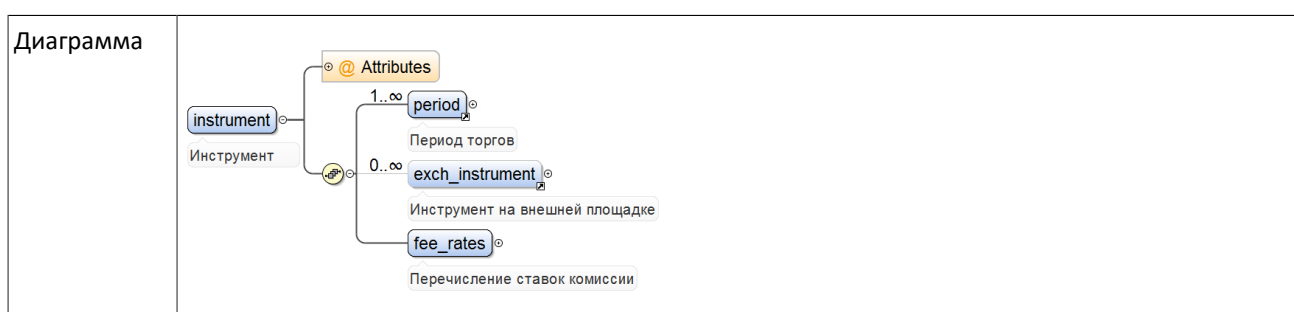 Диаграмма
@ Attributes
1..∞
period
Период торгов
instrument
Инструмент
0..∞
exch_instrument
Инструмент на внешней площадке
fee_rates
Перечисление ставок комиссии